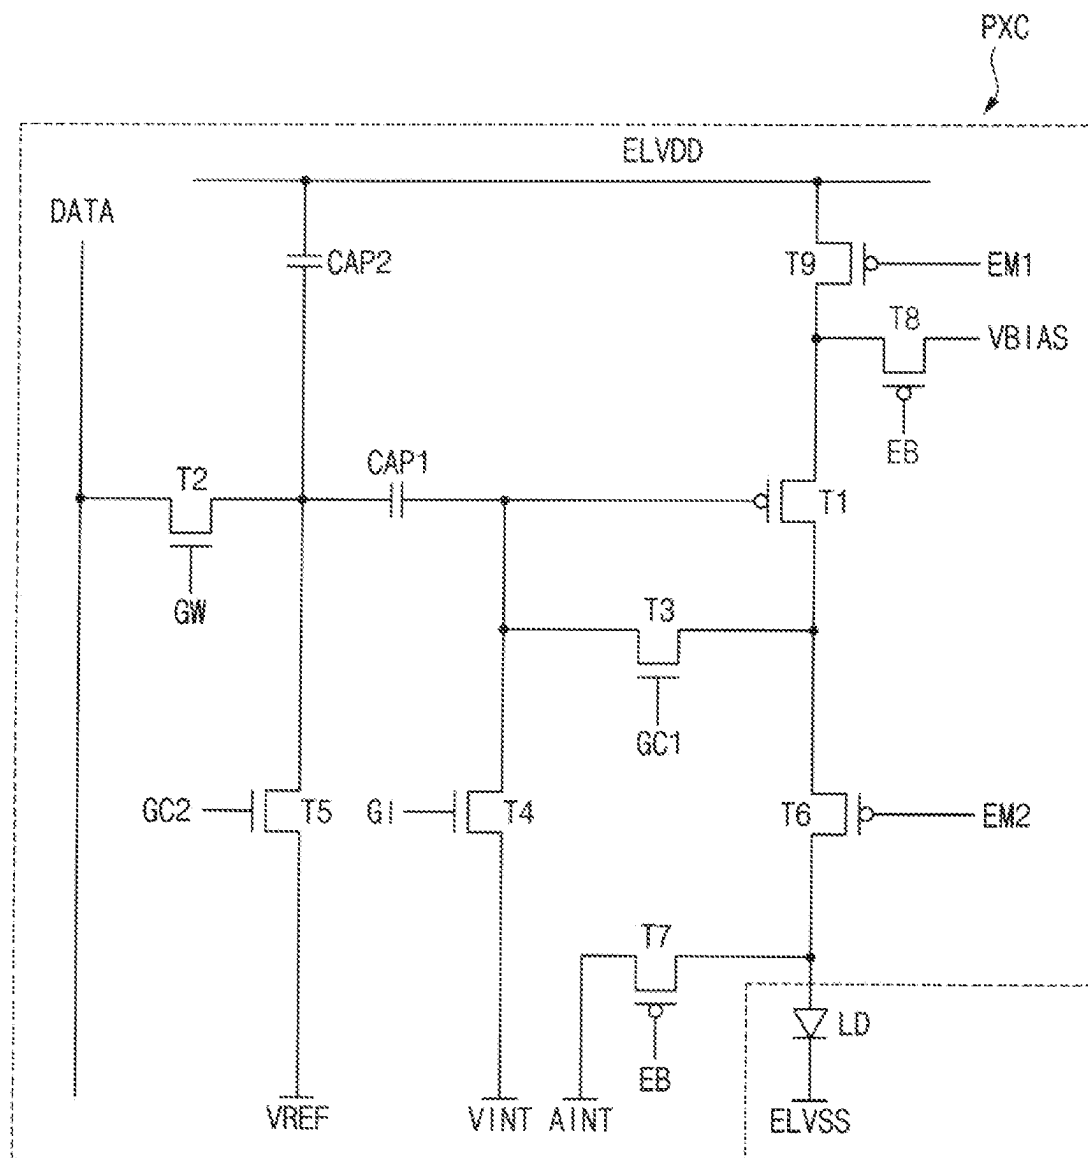 PXC
ELVDD
DATA
CAP2
T9
EM1
T8
VBIAS
EB
CAP1
T2
T1
GW
T3
GC1
GC2
T5
GI
T4
T6
EM2
T7
EB
LD
VREF
VINT
AINT
ELVSS